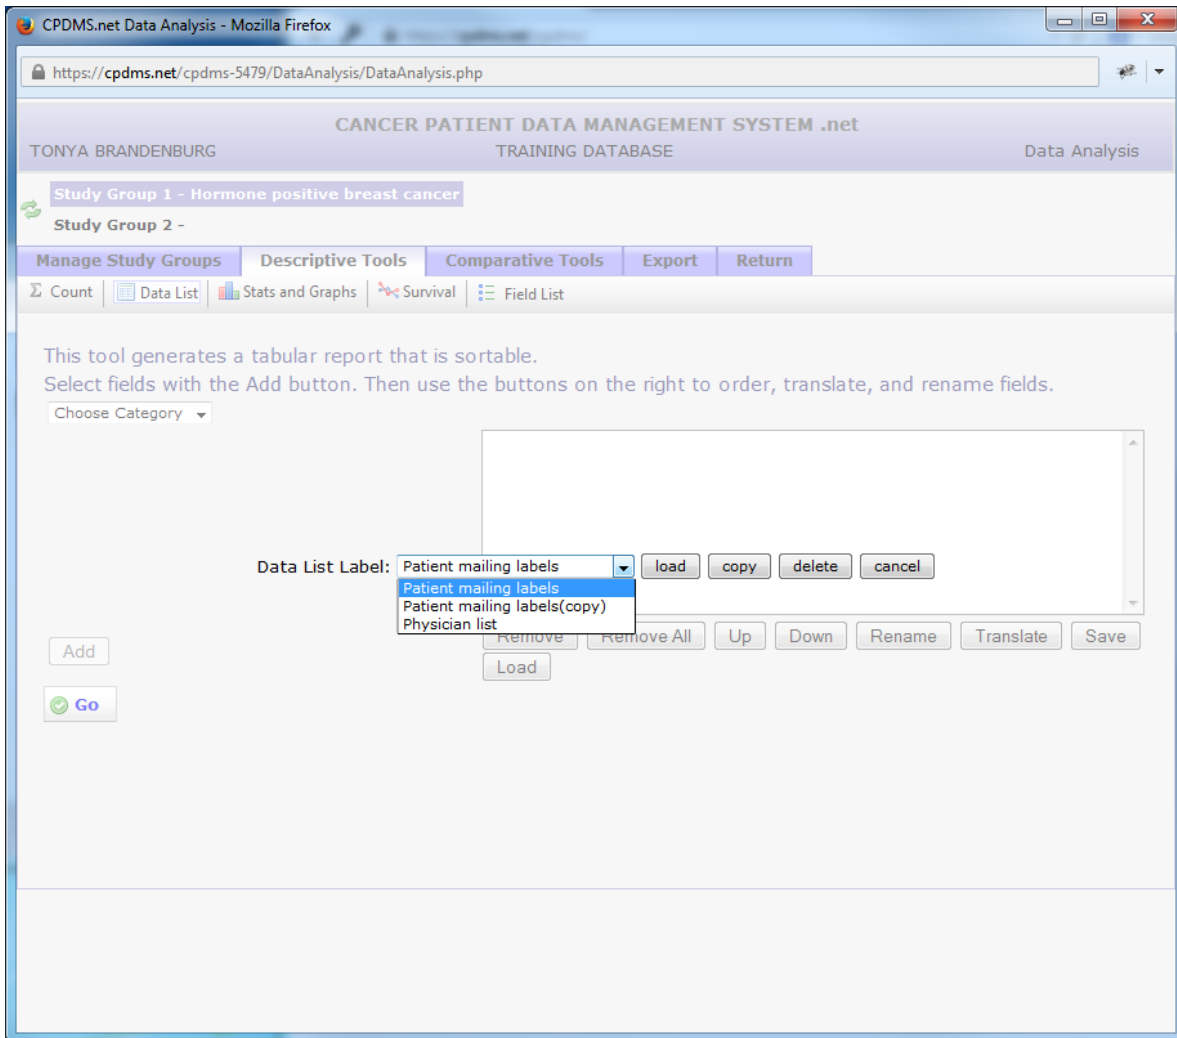 CPDMS.net Data Analysis - Mozilla Firefox
https://cpdms.net/cpdms-5479/DataAnalysis/DataAnalysis.php
CANCER PATIENT DATA MANAGEMENT SYSTEM .net
TONYA BRANDENBURG TRAINING DATABASE Data Analysis
Study Group 1 - Hormone positive breast cancer
Study Group 2 -
Manage Study Groups Descriptive Tools Comparative Tools Export Return
Σ Count Data List Stats and Graphs Survival Field List
This tool generates a tabular report that is sortable.
Select fields with the Add button. Then use the buttons on the right to order, translate, and rename fields.
Choose Category
Data List Label: Patient mailing labels load copy delete cancel
Patient mailing labels
Patient mailing labels(copy)
Physician list
Remove Remove All Up Down Rename Translate Save
Add
Load
Go